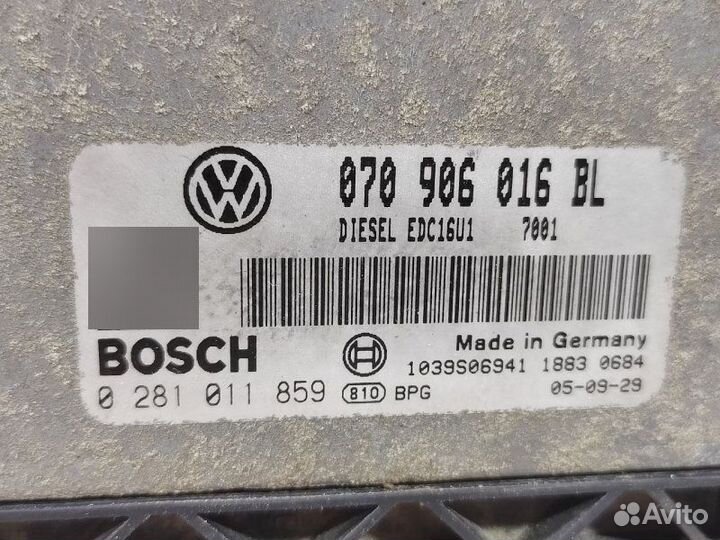 070 906 016 BL
DIESEL EDC16U1 7001
BOSCH
Made in Germany
1039S06941 1883 0684
0 281 011 859 810 BPG
05-09-29
Avito